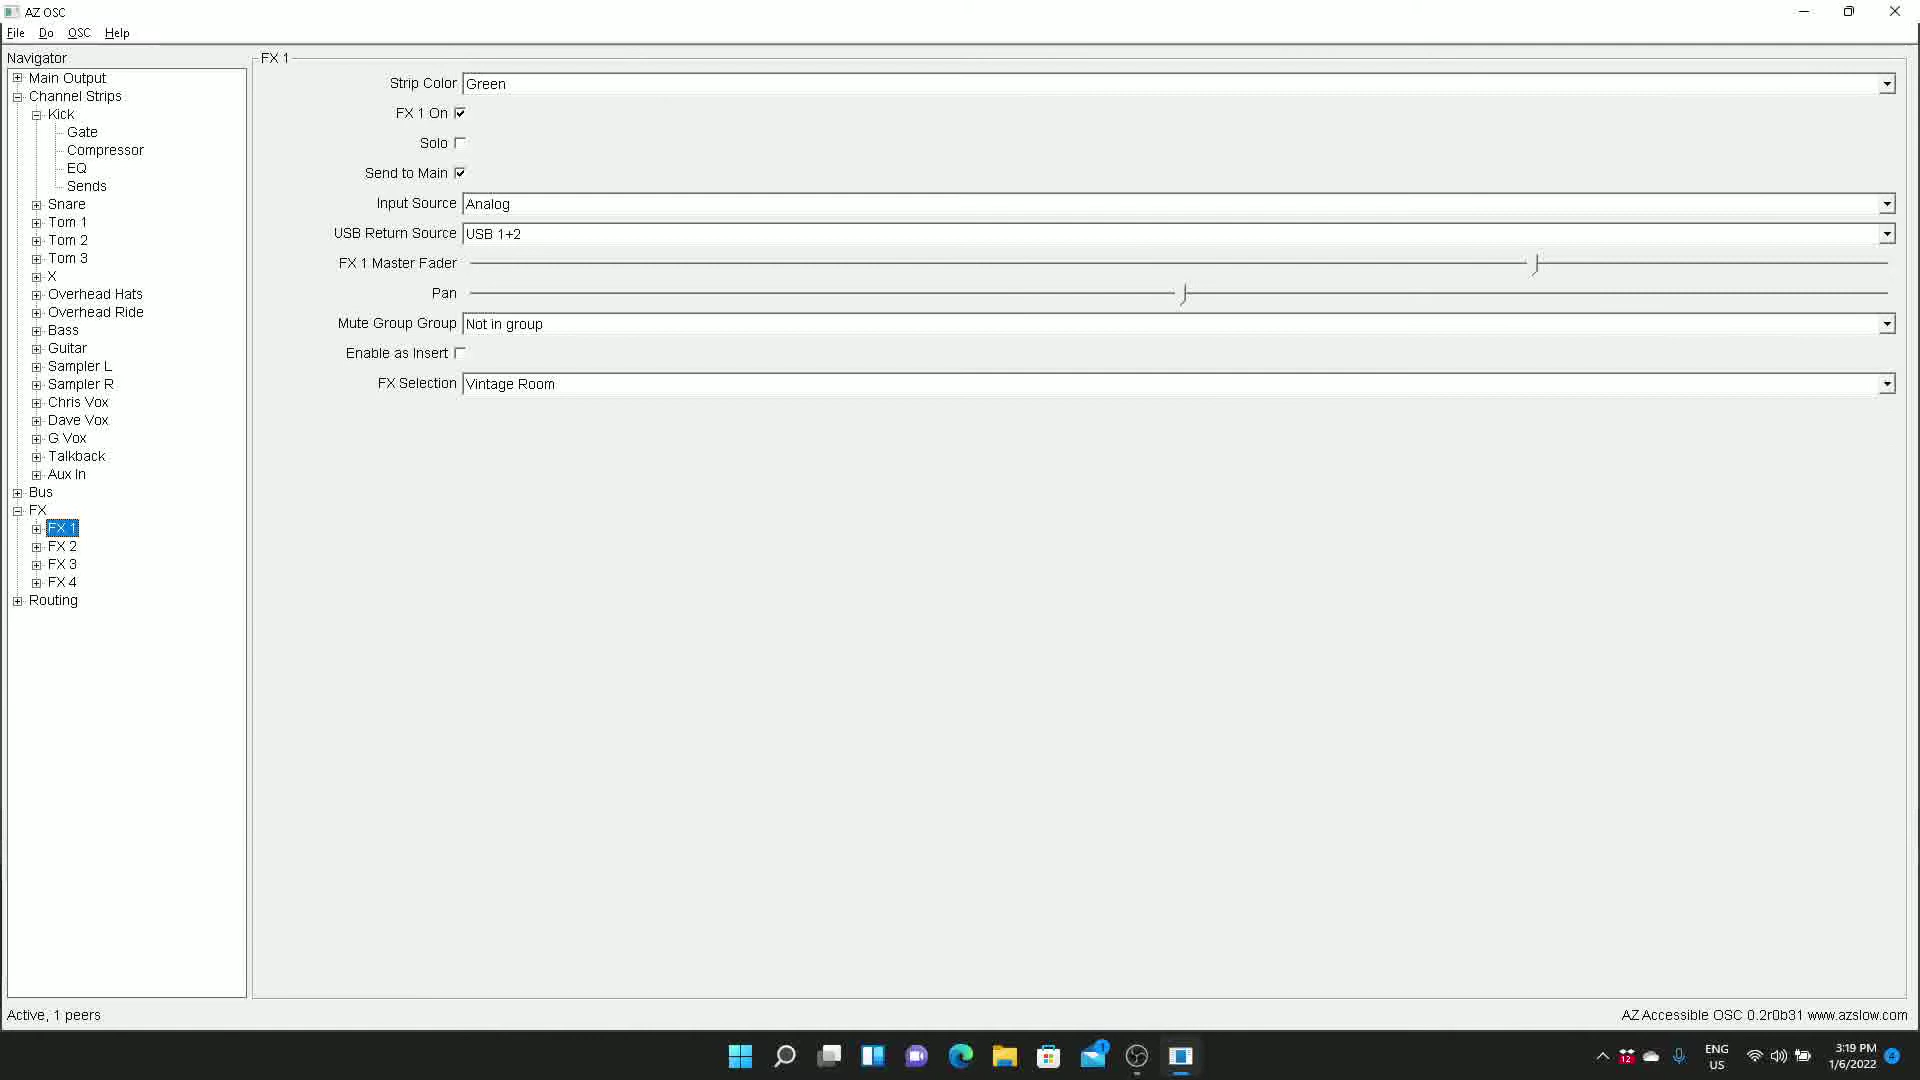 AZ OSC
File Do OSC Help
Navigator
Main Output
Channel Strips
Kick
Gate
Compressor
EQ
Sends
Snare
Tom 1
Tom 2
Tom 3
X
Overhead Hats
Overhead Ride
Bass
Guitar
Sampler L
Sampler R
Chris Vox
Dave Vox
G Vox
Talkback
Aux In
Bus
FX
FX 1
FX 2
FX 3
FX 4
Routing
FX 1
Strip Color Green
FX 1 On
Solo
Send to Main
Input Source Analog
USB Return Source USB 1+2
FX 1 Master Fader
Pan
Mute Group Group Not in group
Enable as Insert
FX Selection Vintage Room
Active, 1 peers
AZ Accessible OSC 0.2r0b31 www.azslow.com
1
12
ENG
US
3:19 PM
1/6/2022
4